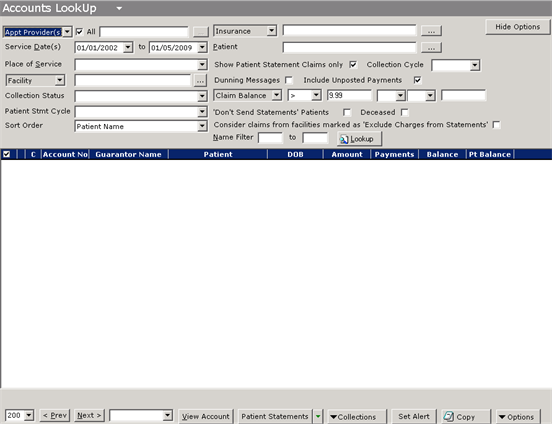 Accounts LookUp
Hide Options
Appt Provider(s All ... Insurance ...
Service Date(s) 01/01/2002 to 01/05/2009 Patient ...
Place of Service Show Patient Statement Claims only Collection Cycle
Facility ... Dunning Messages Include Unposted Payments
Collection Status Claim Balance > 9.99
Patient Stmt Cycle 'Don't Send Statements' Patients Deceased
Sort Order Patient Name Consider claims from facilities marked as 'Exclude Charges from Statements'
Name Filter to Lookup
C Account No Guarantor Name Patient DOB Amount Payments Balance Pt Balance
200 < Prev Next > View Account Patient Statements Collections Set Alert Copy Options